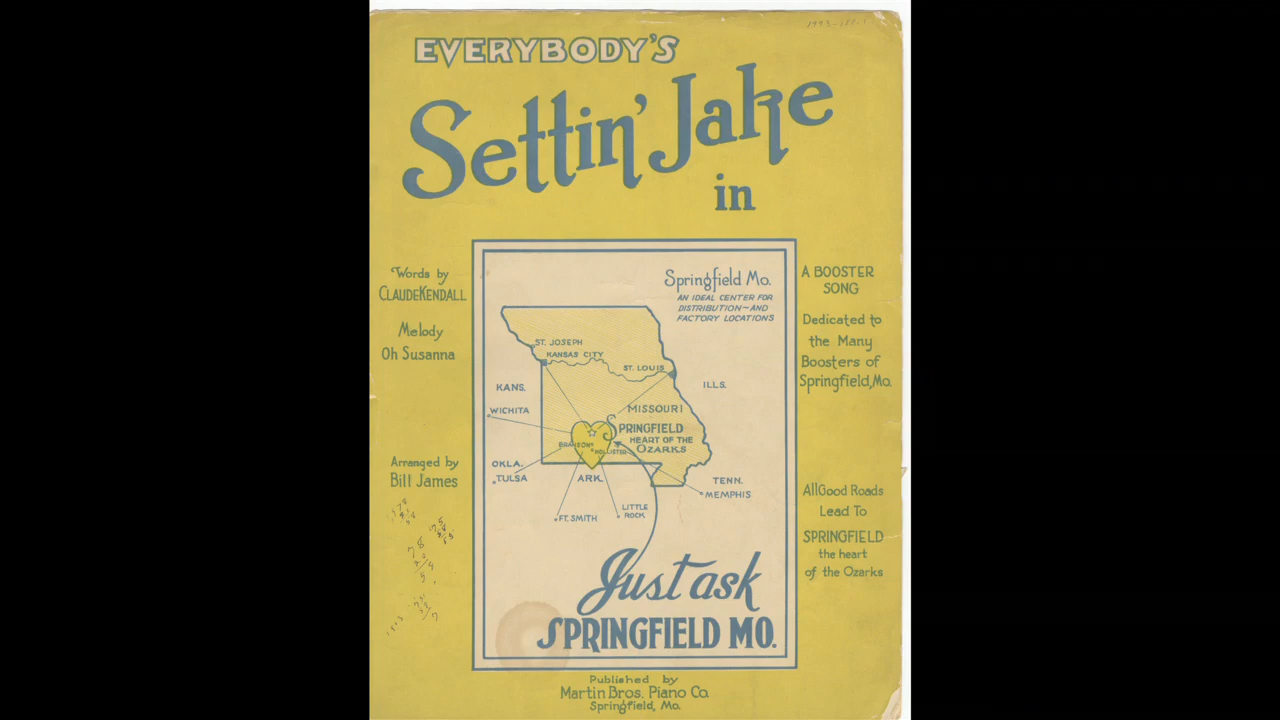 EVERYBODY'S
Settin' Jake
in
Words by
CLAUDE KENDALL
Melody
Oh Susanna
Arranged by
Bill James
Springfield Mo.
AN IDEAL CENTER FOR
DISTRIBUTION—AND
FACTORY LOCATIONS
ST. JOSEPH
KANSAS CITY
ST. LOUIS
KANS.
ILLS.
WICHITA
MISSOURI
SPRINGFIELD
HEART OF THE
OZARKS
BRANSON
HOLLISTER
OKLA.
TULSA
ARK.
TENN.
MEMPHIS
FT. SMITH
LITTLE
ROCK
Just ask
SPRINGFIELD MO.
A BOOSTER
SONG
Dedicated to
the Many
Boosters of
Springfield, Mo.
All Good Roads
Lead To
SPRINGFIELD
the heart
of the Ozarks
Published by
Martin Bros. Piano Co.
Springfield, Mo.